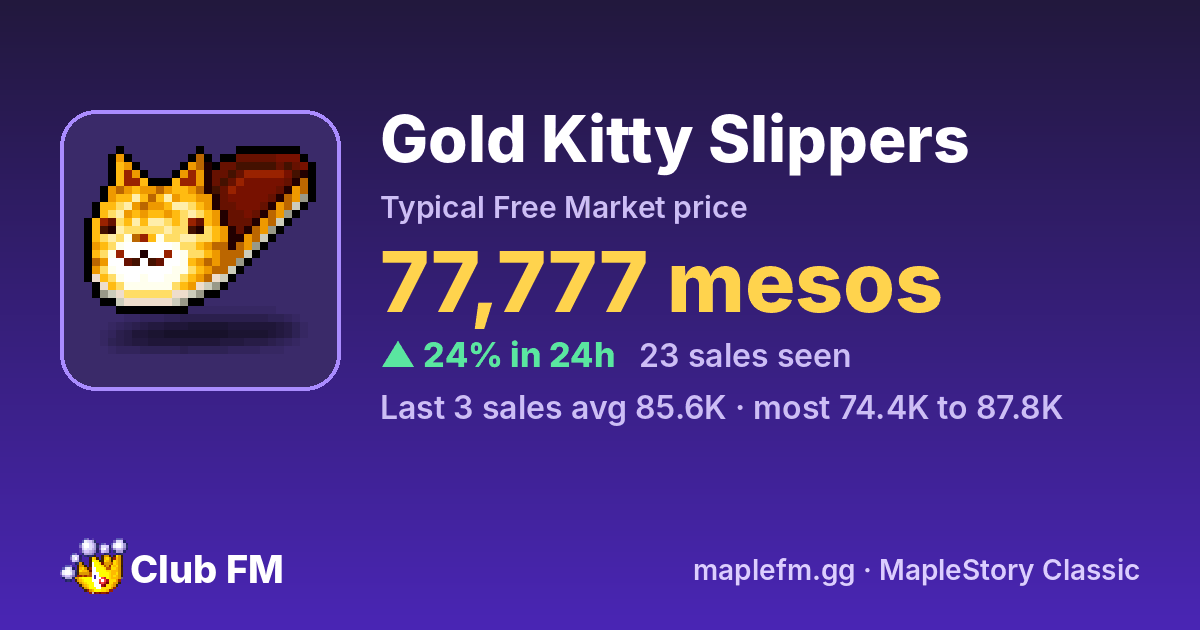 Gold Kitty Slippers
Typical Free Market price
77,777 mesos
▲ 24% in 24h 23 sales seen
Last 3 sales avg 85.6K · most 74.4K to 87.8K
Club FM
maplefm.gg · MapleStory Classic